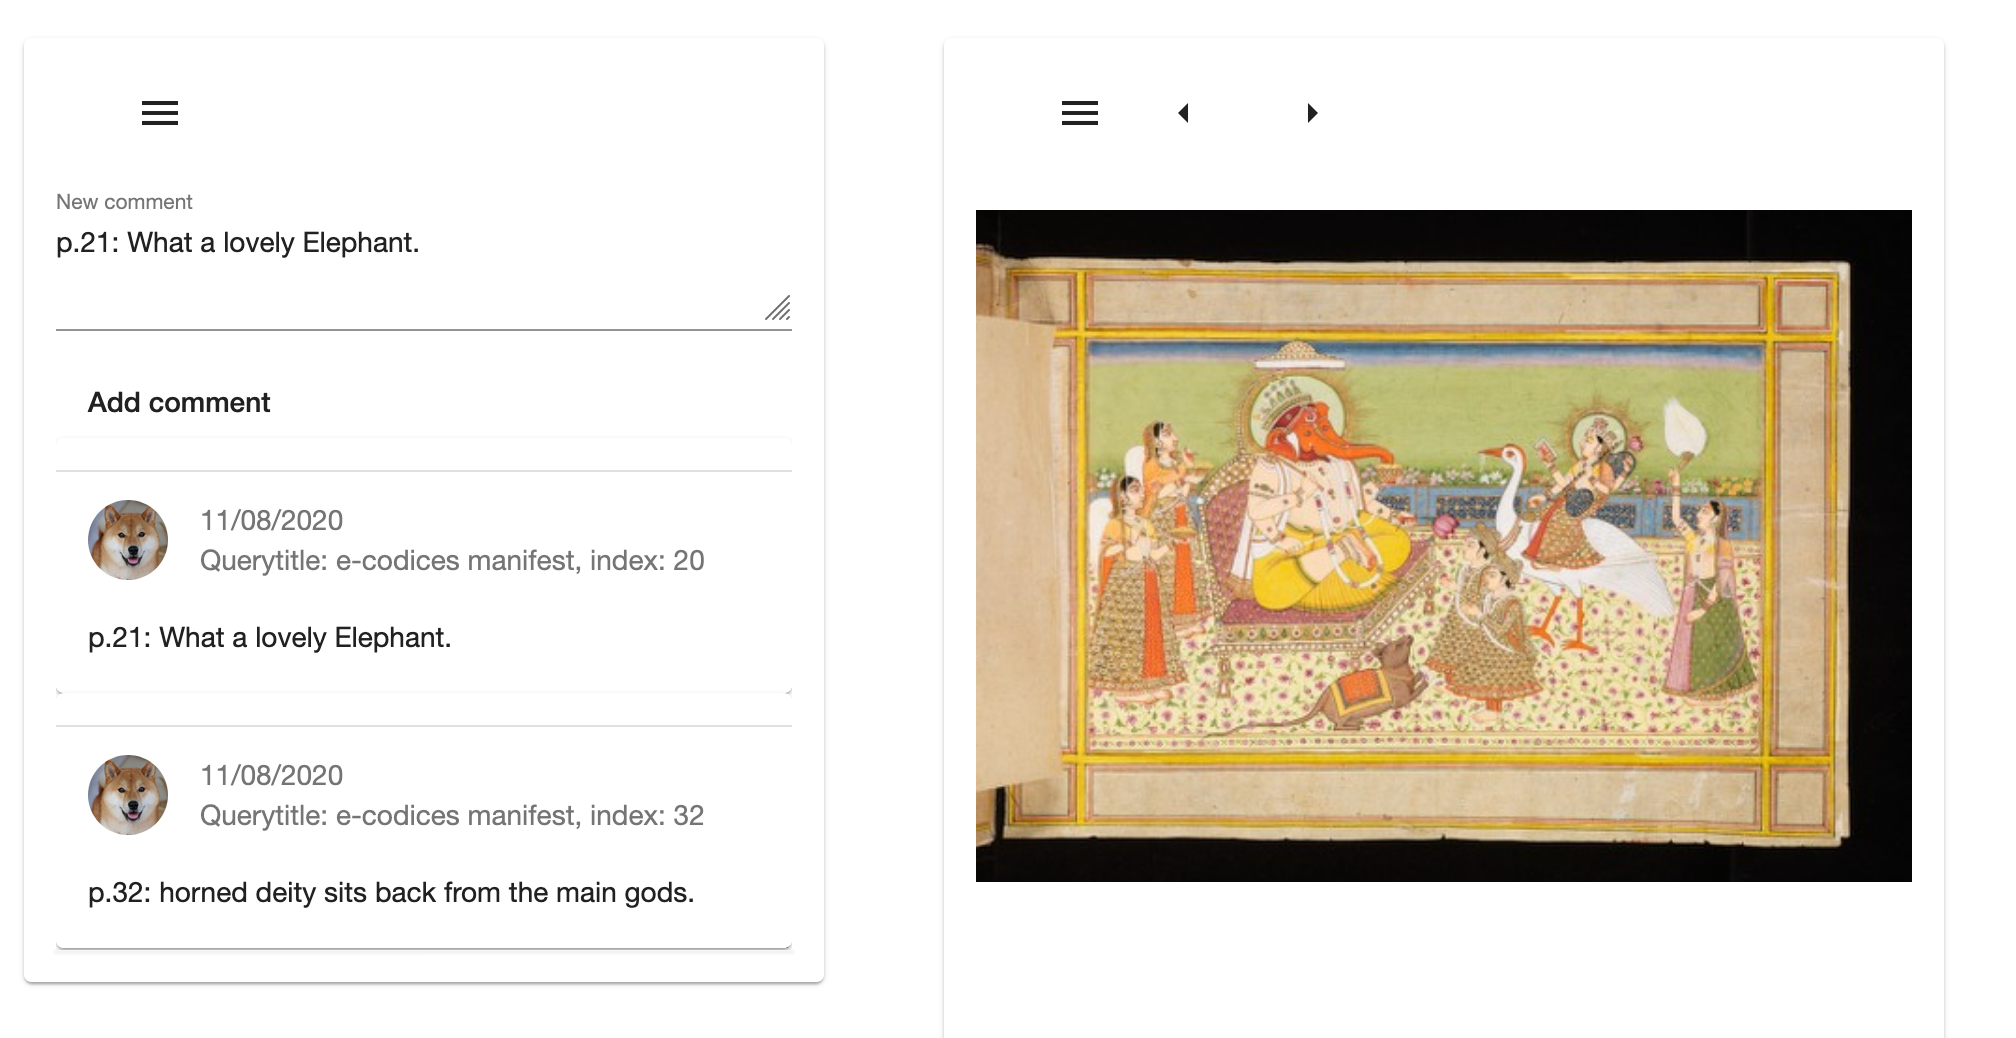 New comment
p.21: What a lovely Elephant.
Add comment
11/08/2020
Querytitle: e-codices manifest, index: 20
p.21: What a lovely Elephant.
11/08/2020
Querytitle: e-codices manifest, index: 32
p.32: horned deity sits back from the main gods.